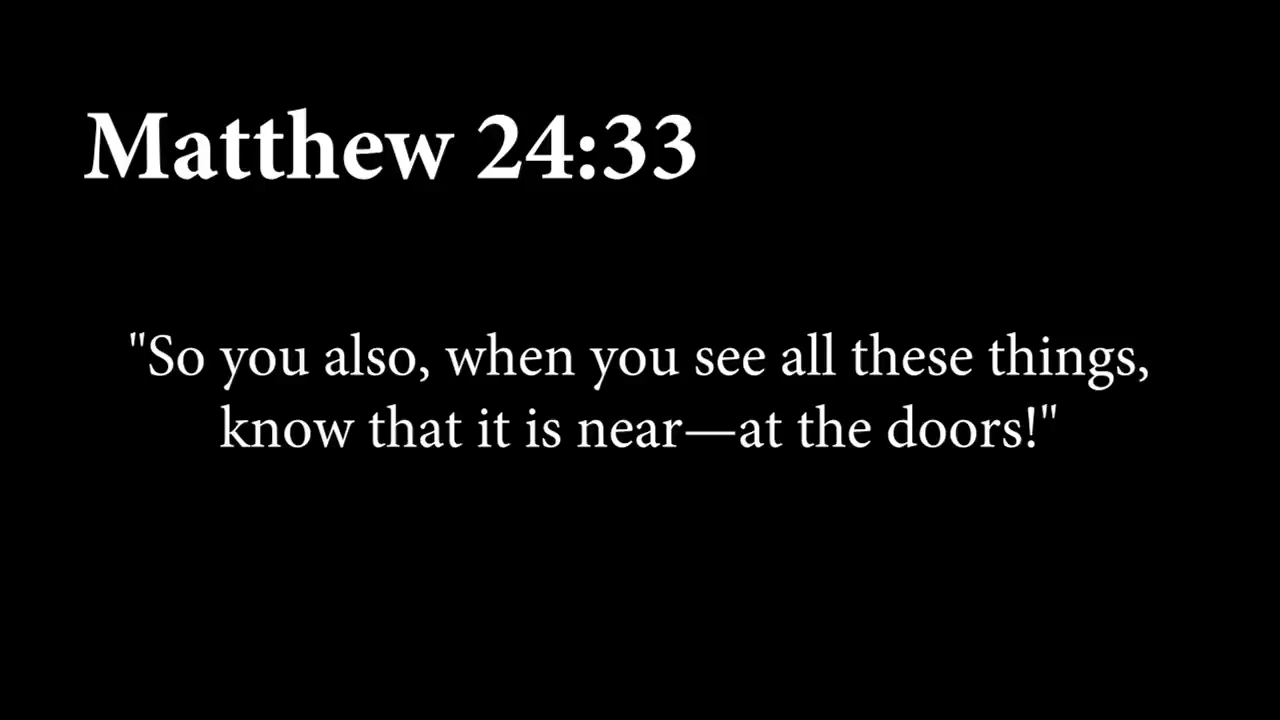 Matthew 24:33
"So you also, when you see all these things,
know that it is near—at the doors!"